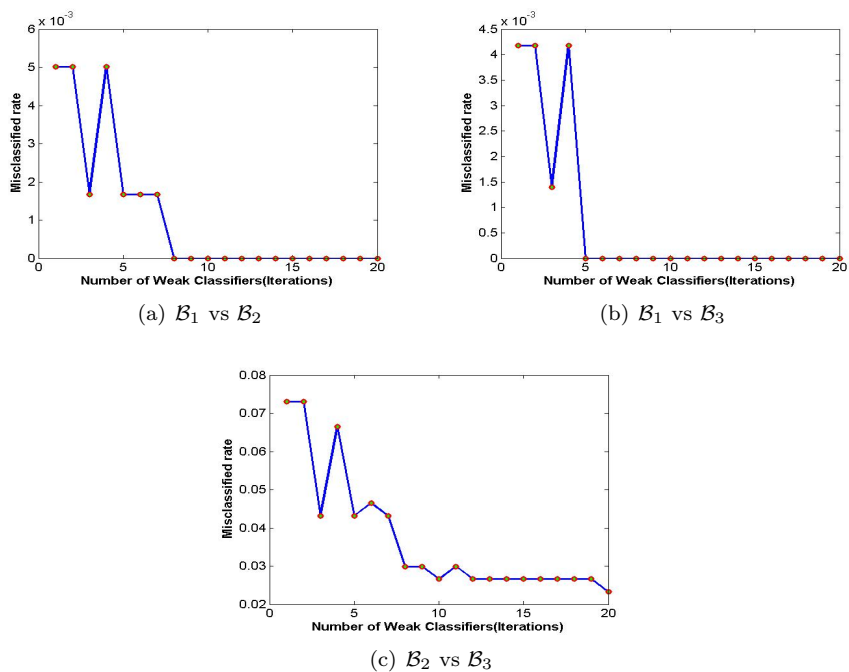 6 × 10⁻³
5
4
3
2
1
0
0 5 10 15 20
Misclassified rate
Number of Weak Classifiers(Iterations)
(a) 𝓑₁ vs 𝓑₂
4.5 × 10⁻³
4
3.5
3
2.5
2
1.5
1
0.5
0
0 5 10 15 20
Misclassified rate
Number of Weak Classifiers(Iterations)
(b) 𝓑₁ vs 𝓑₃
0.08
0.07
0.06
0.05
0.04
0.03
0.02
0 5 10 15 20
Misclassified rate
Number of Weak Classifiers(Iterations)
(c) 𝓑₂ vs 𝓑₃